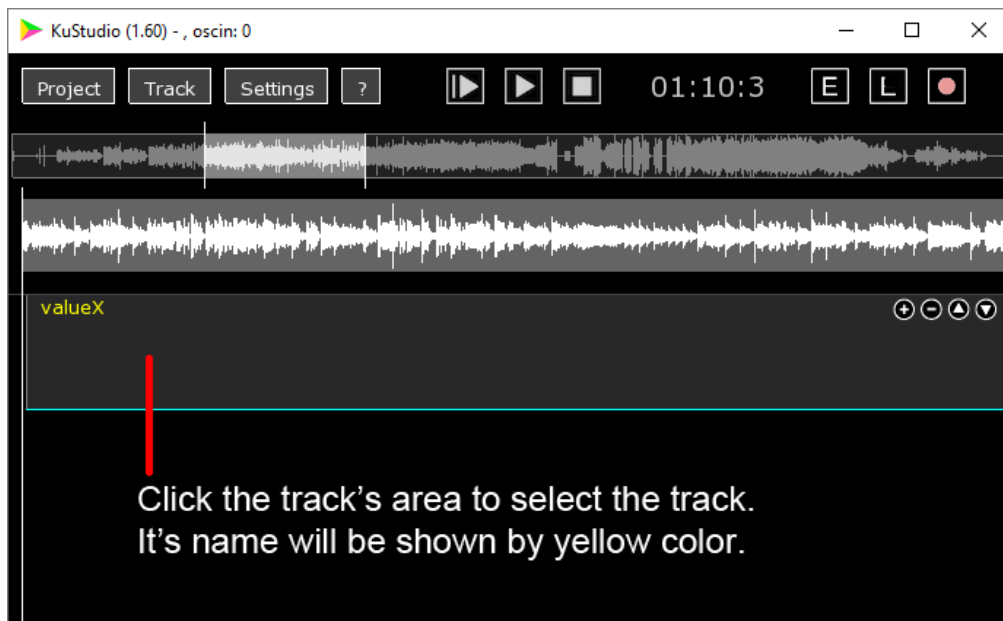 KuStudio (1.60) - , oscin: 0
Project Track Settings ? 01:10:3 E L
valueX
Click the track's area to select the track.
It's name will be shown by yellow color.